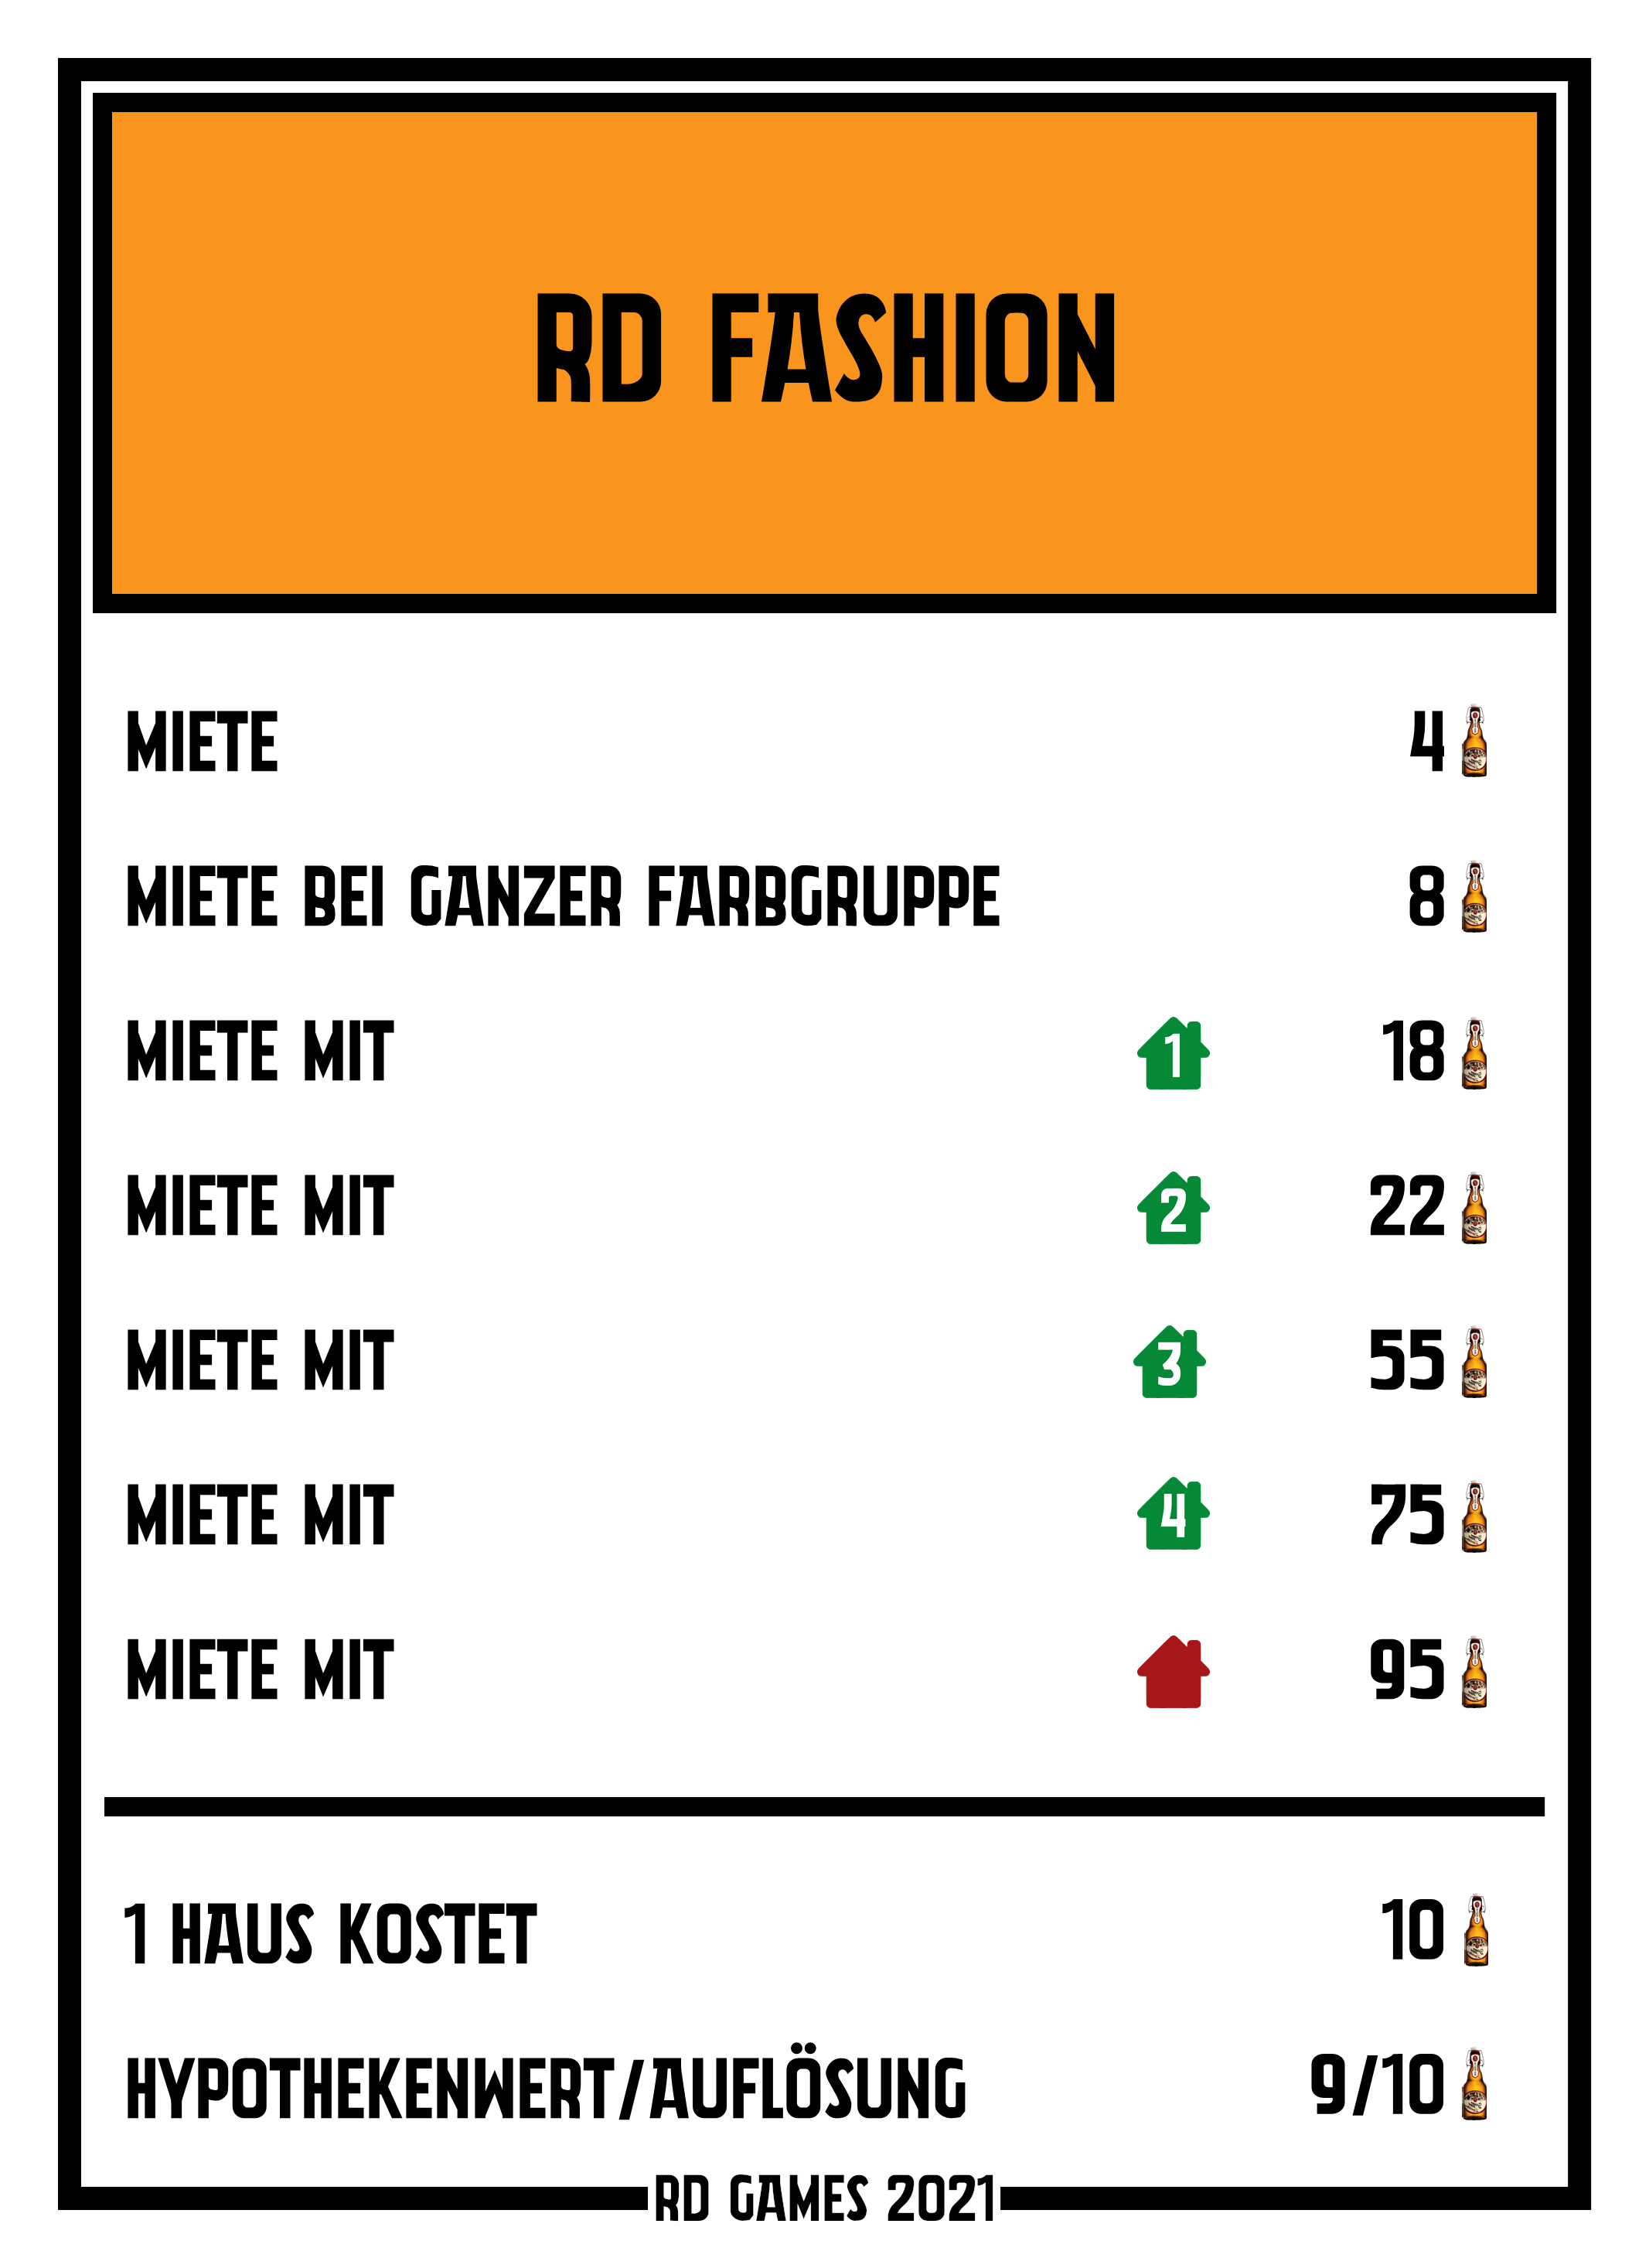 RD FASHION
MIETE 4
MIETE BEI GANZER FARBGRUPPE 8
MIETE MIT 1 18
MIETE MIT 2 22
MIETE MIT 3 55
MIETE MIT 4 75
MIETE MIT 95
1 HAUS KOSTET 10
HYPOTHEKENWERT/AUFLÖSUNG 9/10
RD GAMES 2021